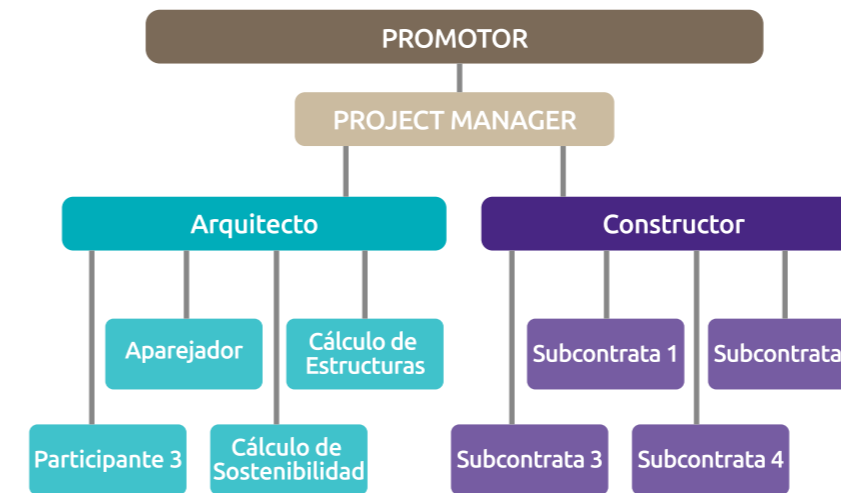 PROMOTOR
PROJECT MANAGER
Arquitecto
Constructor
Aparejador
Cálculo de
Estructuras
Subcontrata 1
Subcontrata
Participante 3
Cálculo de
Sostenibilidad
Subcontrata 3
Subcontrata 4